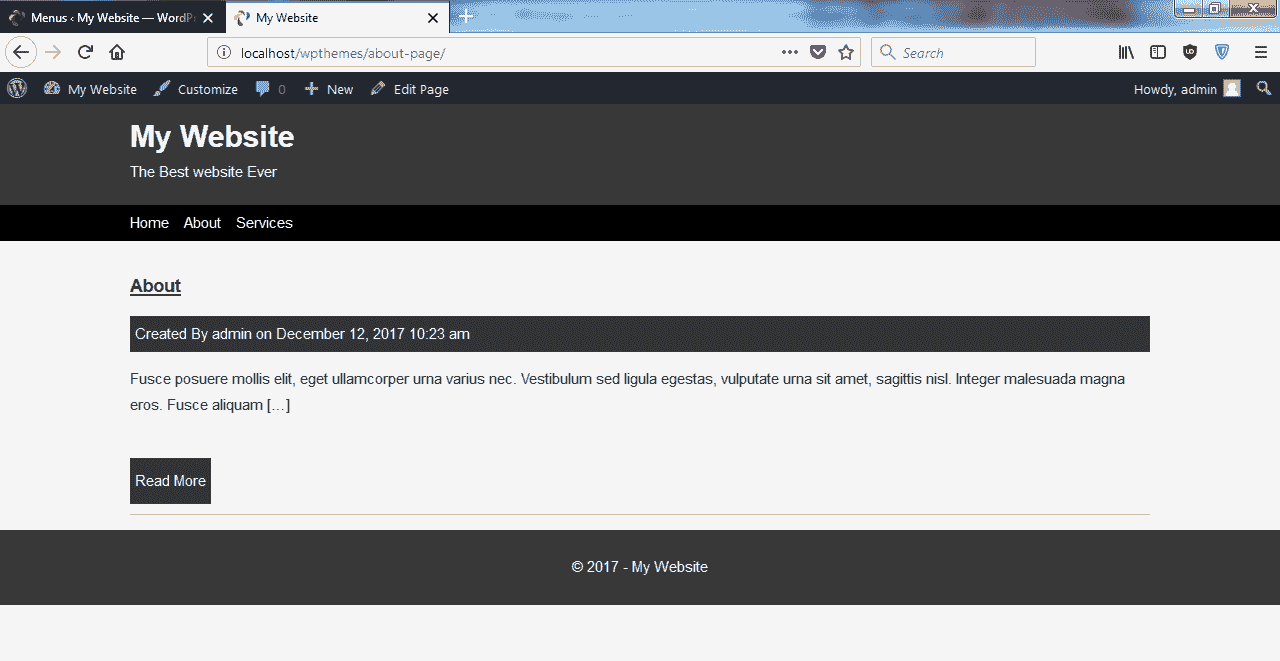 Menus ‹ My Website — WordPr
My Website
localhost/wpthemes/about-page/
Search
My Website Customize 0 New Edit Page Howdy, admin
My Website
The Best website Ever
Home About Services
About
Created By admin on December 12, 2017 10:23 am
Fusce posuere mollis elit, eget ullamcorper urna varius nec. Vestibulum sed ligula egestas, vulputate urna sit amet, sagittis nisl. Integer malesuada magna
eros. Fusce aliquam […]
Read More
© 2017 - My Website